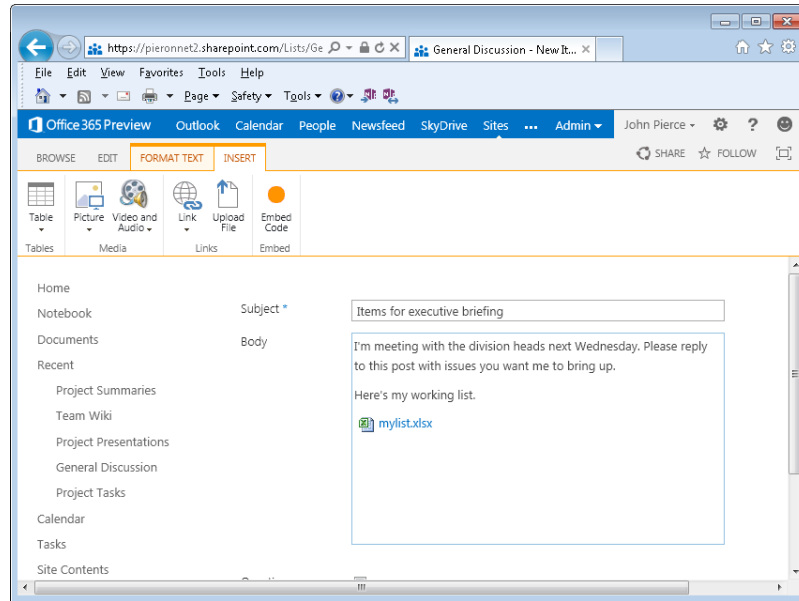 https://pieronnet2.sharepoint.com/Lists/Ge
General Discussion - New It...
File Edit View Favorites Tools Help
Page Safety Tools
Office 365 Preview Outlook Calendar People Newsfeed SkyDrive Sites ... Admin John Pierce ?
BROWSE EDIT FORMAT TEXT INSERT SHARE FOLLOW
Table Picture Video and Audio Link Upload File Embed Code
Tables Media Links Embed
Home
Notebook
Documents
Recent
Project Summaries
Team Wiki
Project Presentations
General Discussion
Project Tasks
Calendar
Tasks
Site Contents
Subject * Items for executive briefing
Body
I'm meeting with the division heads next Wednesday. Please reply
to this post with issues you want me to bring up.
Here's my working list.
mylist.xlsx